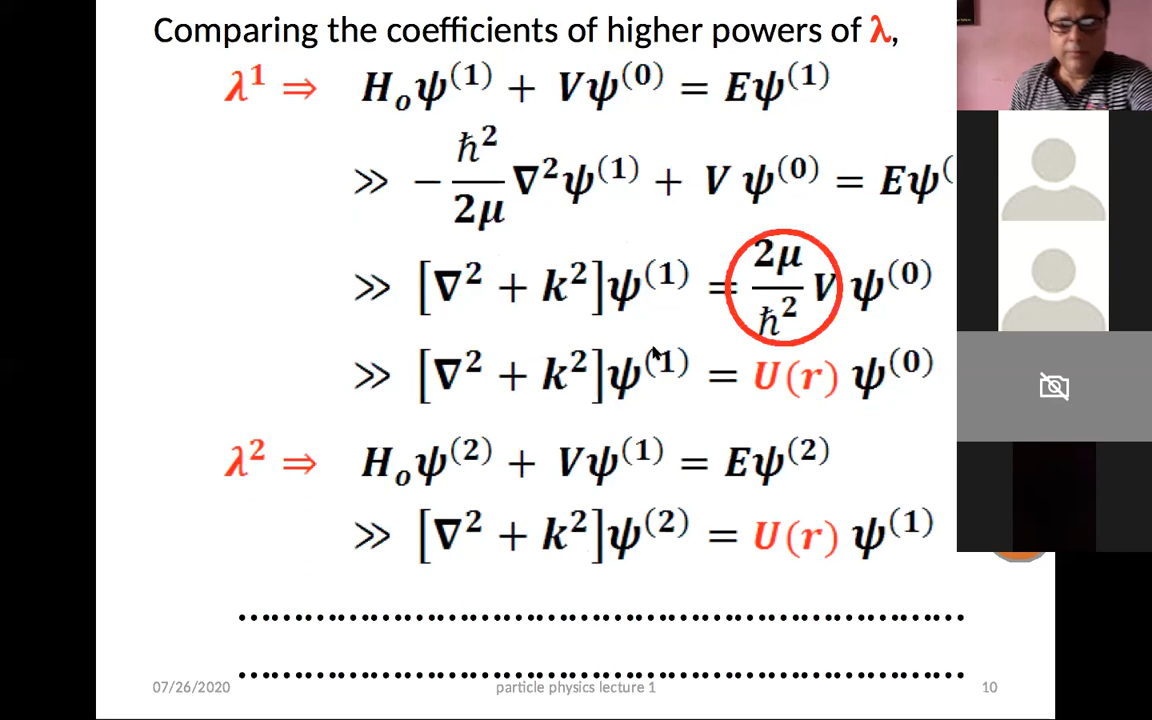 Comparing the coefficients of higher powers of λ,
λ¹ ⇒ Hₒψ⁽¹⁾ + Vψ⁽⁰⁾ = Eψ⁽¹⁾
≫ −ℏ²/2μ ∇²ψ⁽¹⁾ + V ψ⁽⁰⁾ = Eψ⁽
≫ [∇² + k²]ψ⁽¹⁾ = 2μ/ℏ² V ψ⁽⁰⁾
≫ [∇² + k²]ψ⁽¹⁾ = U(r) ψ⁽⁰⁾
λ² ⇒ Hₒψ⁽²⁾ + Vψ⁽¹⁾ = Eψ⁽²⁾
≫ [∇² + k²]ψ⁽²⁾ = U(r) ψ⁽¹⁾
07/26/2020 particle physics lecture 1 10